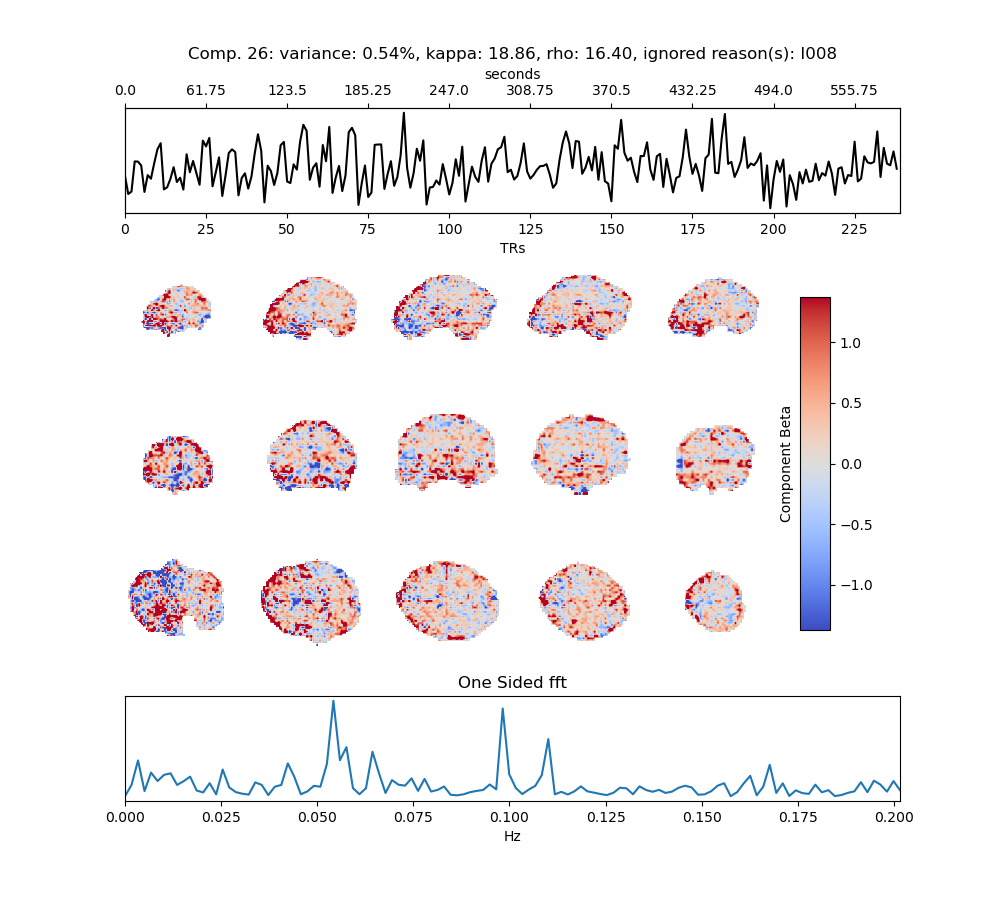 Comp. 26: variance: 0.54%, kappa: 18.86, rho: 16.40, ignored reason(s): I008
seconds
0.0 61.75 123.5 185.25 247.0 308.75 370.5 432.25 494.0 555.75
0 25 50 75 100 125 150 175 200 225
TRs
1.0
0.5
0.0
−0.5
−1.0
Component Beta
One Sided fft
0.000 0.025 0.050 0.075 0.100 0.125 0.150 0.175 0.200
Hz